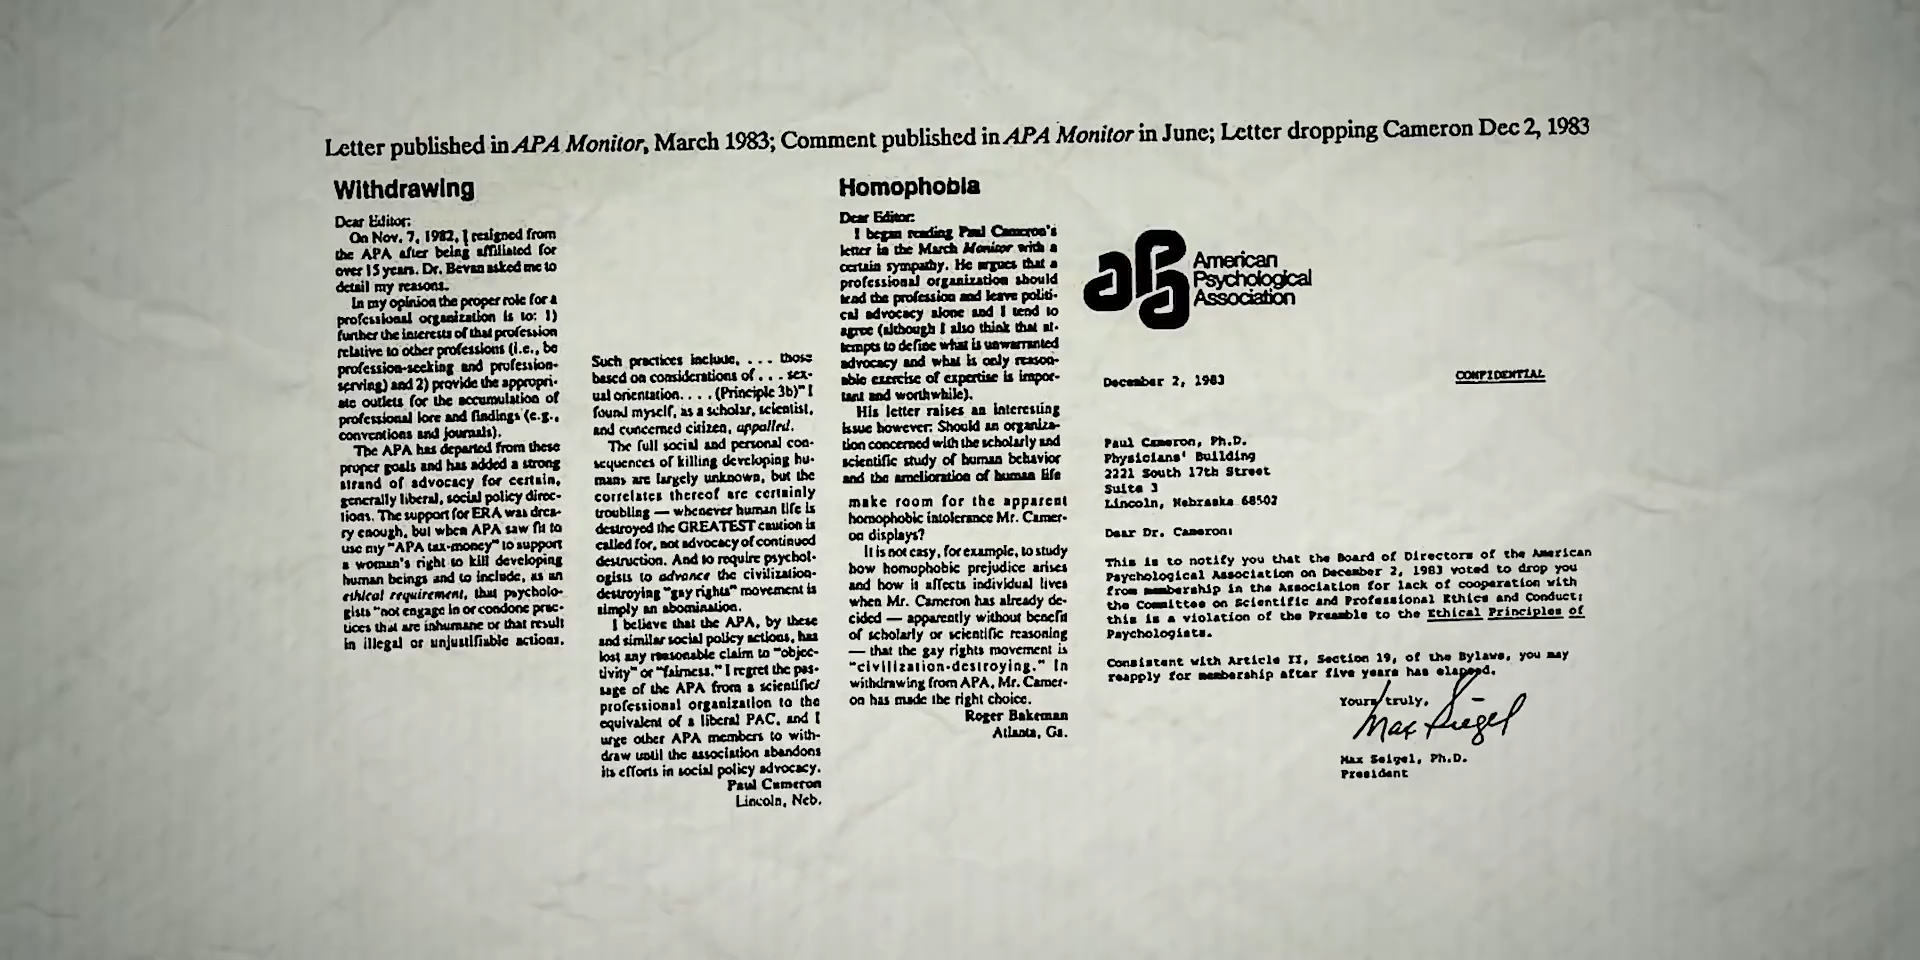 Letter published in APA Monitor, March 1983; Comment published in APA Monitor in June; Letter dropping Cameron Dec 2, 1983
Withdrawing
Dear Editor:
On Nov. 7, 1982, I resigned from
the APA after being affiliated for
over 15 years. Dr. Bevan asked me to
detail my reasons.
In my opinion the proper role for a
professional organization is to: 1)
further the interests of that profession
relative to other professions (i.e., be
profession-seeking and profession-
serving) and 2) provide the appropri-
ate outlets for the accumulation of
professional lore and findings (e.g.,
conventions and journals).
The APA has departed from these
proper goals and has added a strong
strand of advocacy for certain,
generally liberal, social policy direc-
tions. The support for ERA was drea-
ry enough, but when APA saw fit to
use my "APA tax-money" to support
a woman's right to kill developing
human beings and to include, as an
ethical requirement, that psycholo-
gists "not engage in or condone prac-
tices that are inhumane or that result
in illegal or unjustifiable actions.
Such practices include, . . . those
based on considerations of . . . sex-
ual orientation. . . . (Principle 3b)" I
found myself, as a scholar, scientist,
and concerned citizen, appalled.
The full social and personal con-
sequences of killing developing hu-
mans are largely unknown, but the
correlates thereof are certainly
troubling — whenever human life is
destroyed the GREATEST caution is
called for, not advocacy of continued
destruction. And to require psychol-
ogists to advance the civilization-
destroying "gay rights" movement is
simply an abomination.
I believe that the APA, by these
and similar social policy actions, has
lost any reasonable claim to "objec-
tivity" or "fairness." I regret the pas-
sage of the APA from a scientific/
professional organization to the
equivalent of a liberal PAC, and I
urge other APA members to with-
draw until the association abandons
its efforts in social policy advocacy.
Paul Cameron
Lincoln, Neb.
Homophobia
Dear Editor:
I began reading Paul Cameron's
letter in the March Monitor with a
certain sympathy. He argues that a
professional organization should
lead the profession and leave politi-
cal advocacy alone and I tend to
agree (although I also think that at-
tempts to define what is unwarranted
advocacy and what is only reason-
able exercise of expertise is impor-
tant and worthwhile).
His letter raises an interesting
issue however: Should an organiza-
tion concerned with the scholarly and
scientific study of human behavior
and the amelioration of human life
make room for the apparent
homophobic intolerance Mr. Camer-
on displays?
It is not easy, for example, to study
how homophobic prejudice arises
and how it affects individual lives
when Mr. Cameron has already de-
cided — apparently without benefit
of scholarly or scientific reasoning
— that the gay rights movement is
"civilization-destroying." In
withdrawing from APA, Mr. Camer-
on has made the right choice.
Roger Bakeman
Atlanta, Ga.
apa
American
Psychological
Association
December 2, 1983
CONFIDENTIAL
Paul Cameron, Ph.D.
Physicians' Building
2221 South 17th Street
Suite 3
Lincoln, Nebraska 68502
Dear Dr. Cameron:
This is to notify you that the Board of Directors of the American
Psychological Association on December 2, 1983 voted to drop you
from membership in the Association for lack of cooperation with
the Committee on Scientific and Professional Ethics and Conduct;
this is a violation of the Preamble to the Ethical Principles of
Psychologists.
Consistent with Article II, Section 19, of the Bylaws, you may
reapply for membership after five years has elapsed.
Yours truly,
Max Siegel
Max Seigel, Ph.D.
President